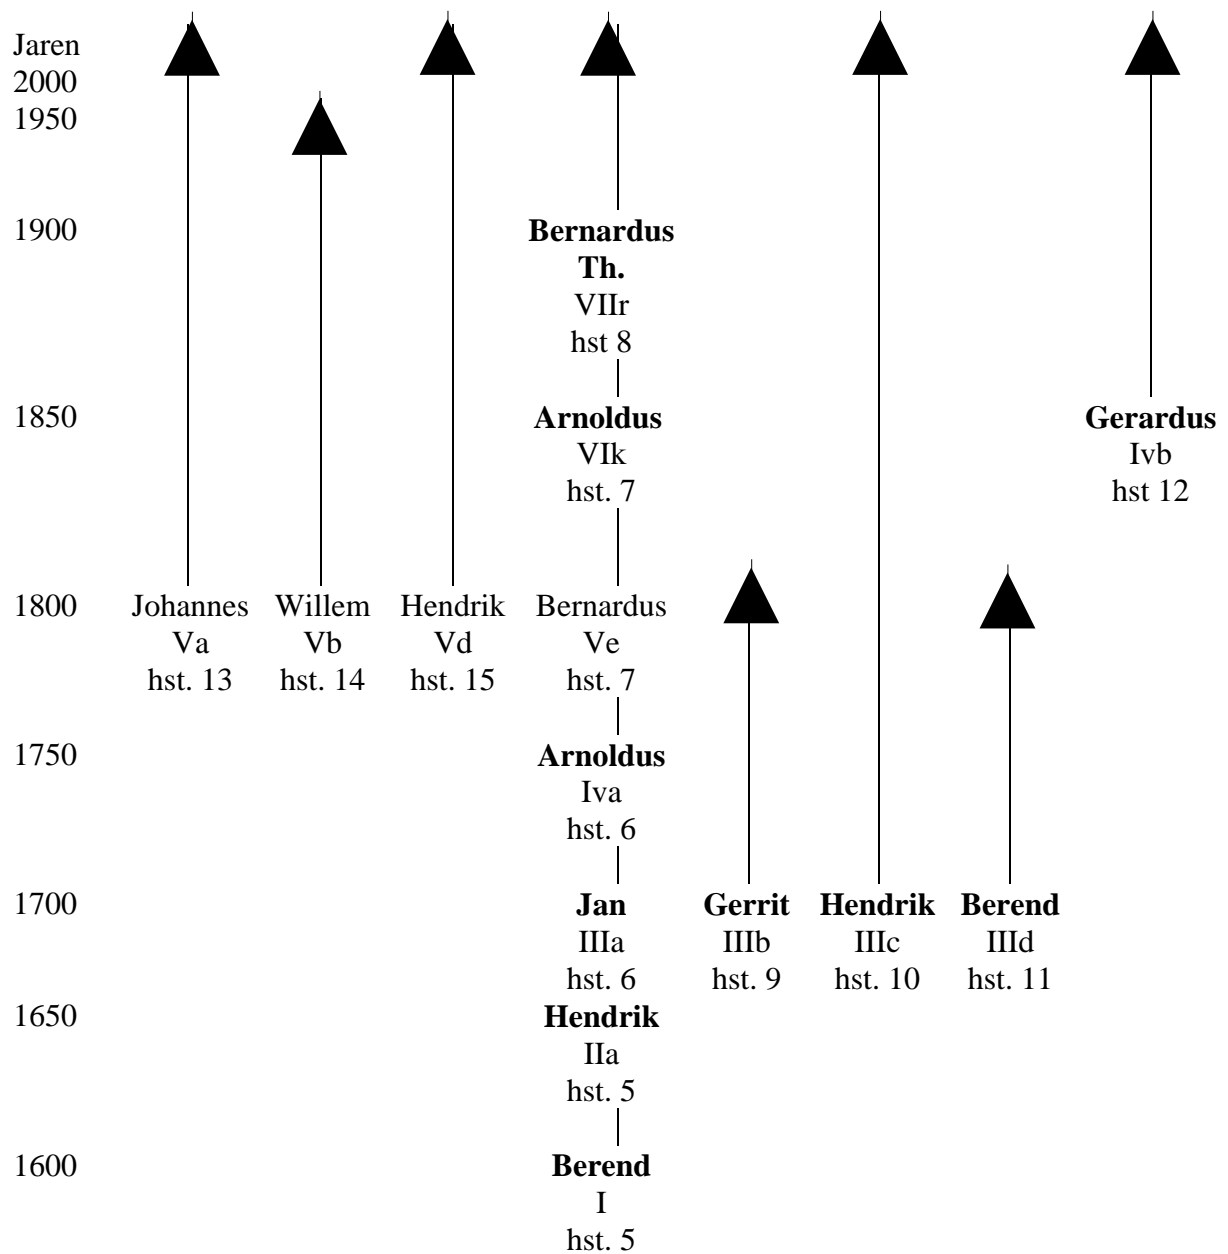 Jaren
2000
1950
1900 Bernardus
Th.
VIIr
hst 8
1850 Arnoldus Gerardus
VIk Ivb
hst. 7 hst 12
1800 Johannes Willem Hendrik Bernardus
Va Vb Vd Ve
hst. 13 hst. 14 hst. 15 hst. 7
1750 Arnoldus
Iva
hst. 6
1700 Jan Gerrit Hendrik Berend
IIIa IIIb IIIc IIId
hst. 6 hst. 9 hst. 10 hst. 11
1650 Hendrik
IIa
hst. 5
1600 Berend
I
hst. 5